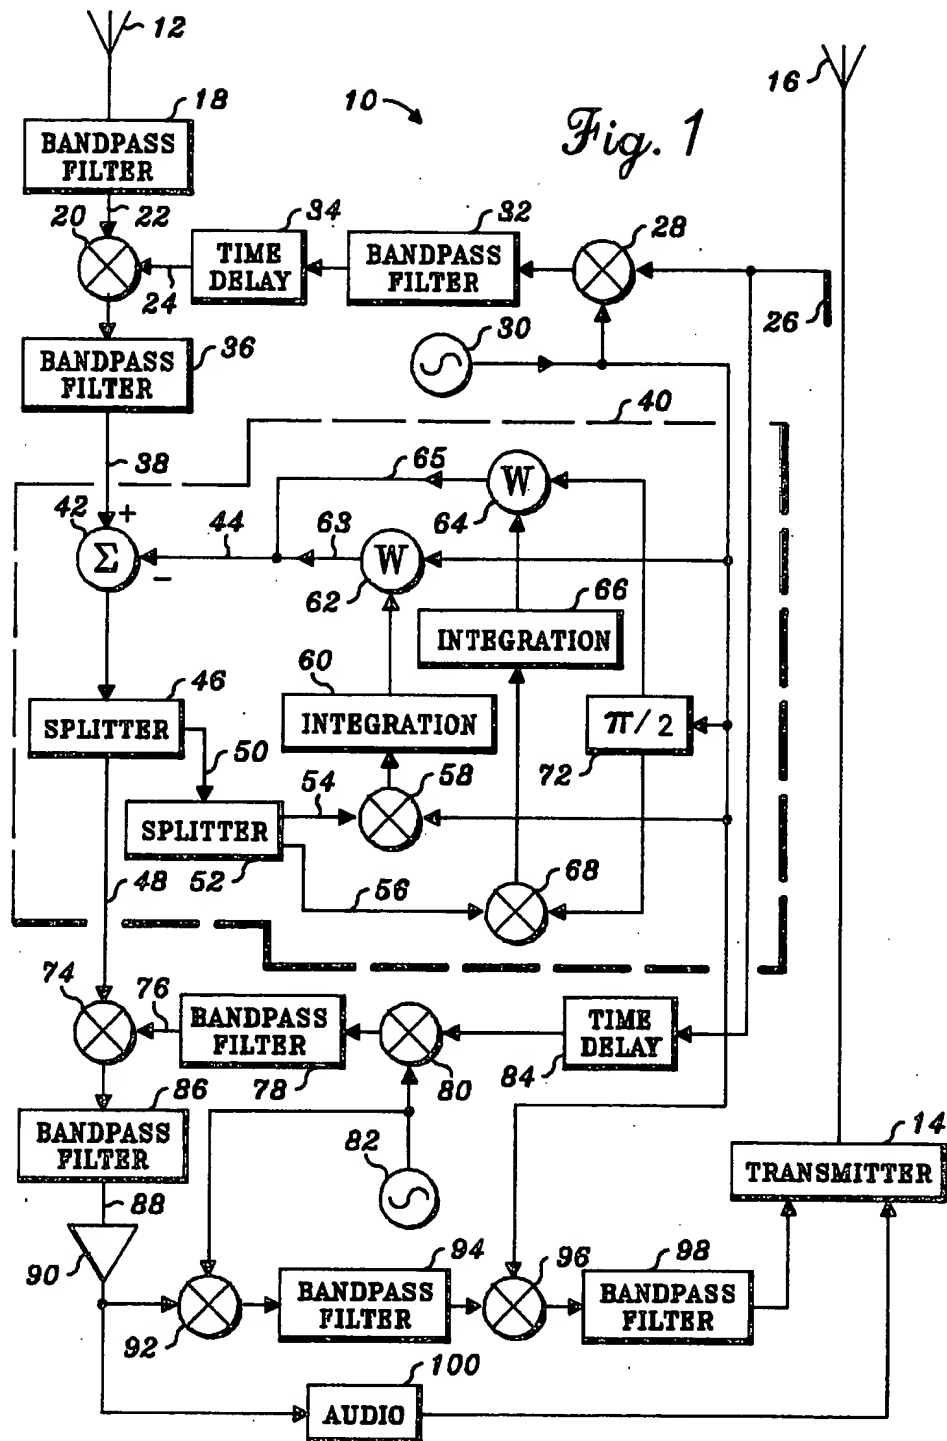 12
16
18
10
Fig. 1
BANDPASS
FILTER
20
22
34
32
28
TIME
DELAY
BANDPASS
FILTER
24
26
30
36
BANDPASS
FILTER
40
38
65
W
42
+
44
63
64
Σ
−
W
62
66
INTEGRATION
60
46
SPLITTER
INTEGRATION
π/2
50
72
58
54
SPLITTER
52
68
48
56
74
76
BANDPASS
FILTER
TIME
DELAY
78
80
84
86
BANDPASS
FILTER
82
14
TRANSMITTER
88
90
94
98
96
BANDPASS
FILTER
BANDPASS
FILTER
92
100
AUDIO